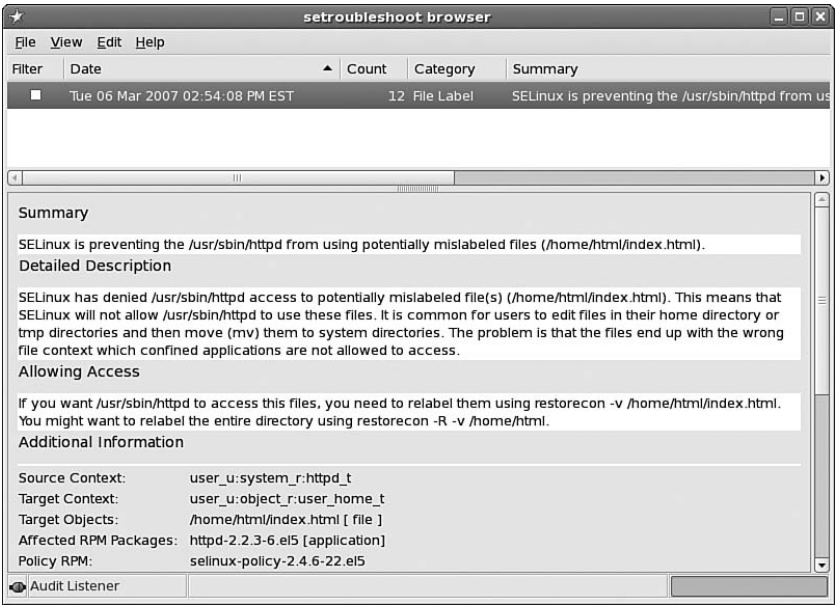 setroubleshoot browser
File View Edit Help
Filter Date Count Category Summary
Tue 06 Mar 2007 02:54:08 PM EST 12 File Label SELinux is preventing the /usr/sbin/httpd from us
Summary
SELinux is preventing the /usr/sbin/httpd from using potentially mislabeled files (/home/html/index.html).
Detailed Description
SELinux has denied /usr/sbin/httpd access to potentially mislabeled file(s) (/home/html/index.html). This means that
SELinux will not allow /usr/sbin/httpd to use these files. It is common for users to edit files in their home directory or
tmp directories and then move (mv) them to system directories. The problem is that the files end up with the wrong
file context which confined applications are not allowed to access.
Allowing Access
If you want /usr/sbin/httpd to access this files, you need to relabel them using restorecon -v /home/html/index.html.
You might want to relabel the entire directory using restorecon -R -v /home/html.
Additional Information
Source Context: user_u:system_r:httpd_t
Target Context: user_u:object_r:user_home_t
Target Objects: /home/html/index.html [ file ]
Affected RPM Packages: httpd-2.2.3-6.el5 [application]
Policy RPM: selinux-policy-2.4.6-22.el5
Audit Listener